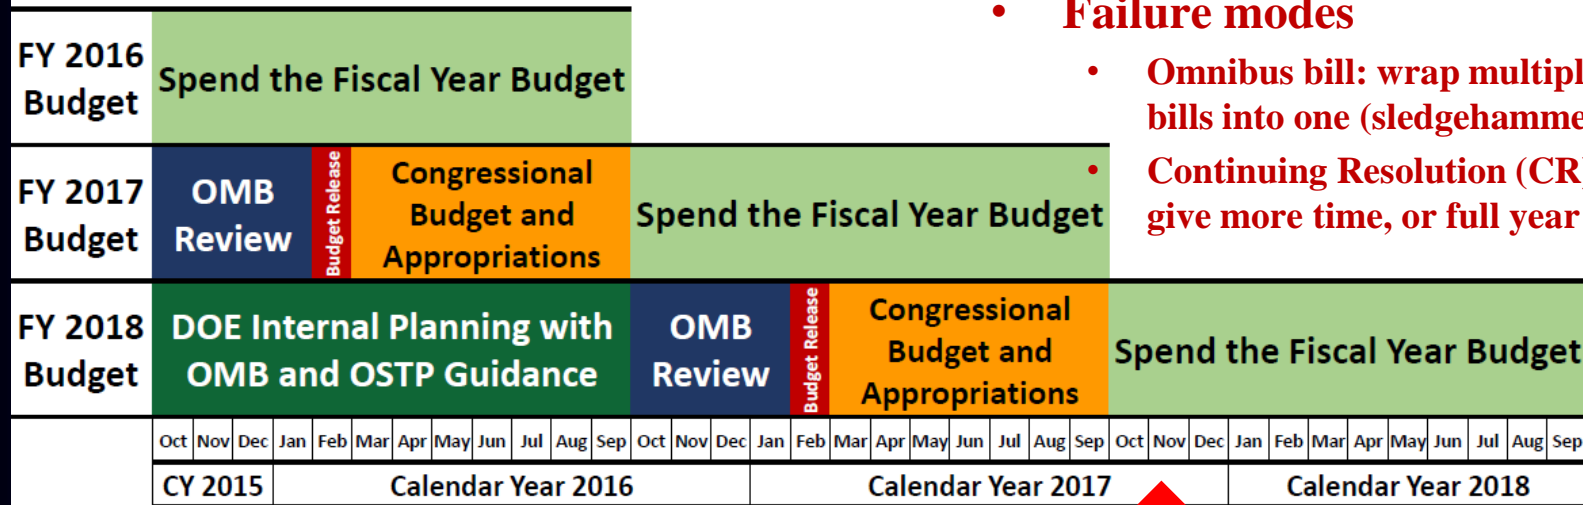 Failure modes
Omnibus bill: wrap
bills into one
Continuing Resolution
give more time, or full year
FY 2016
Budget
Spend the Fiscal Year Budget
FY 2017
Budget
OMB
Review
Budget Release
Congressional
Budget and
Appropriations
Spend the Fiscal Year Budget
FY 2018
Budget
DOE Internal Planning with
OMB and OSTP Guidance
OMB
Review
Budget Release
Congressional
Budget and
Appropriations
Spend the Fiscal Year Budget
Oct Nov Dec Jan Feb Mar Apr May Jun Jul Aug Sep Oct Nov Dec Jan Feb Mar Apr May Jun Jul Aug Sep Oct Nov Dec Jan Feb Mar Apr May Jun Jul Aug Sep
CY 2015 Calendar Year 2016 Calendar Year 2017 Calendar Year 2018